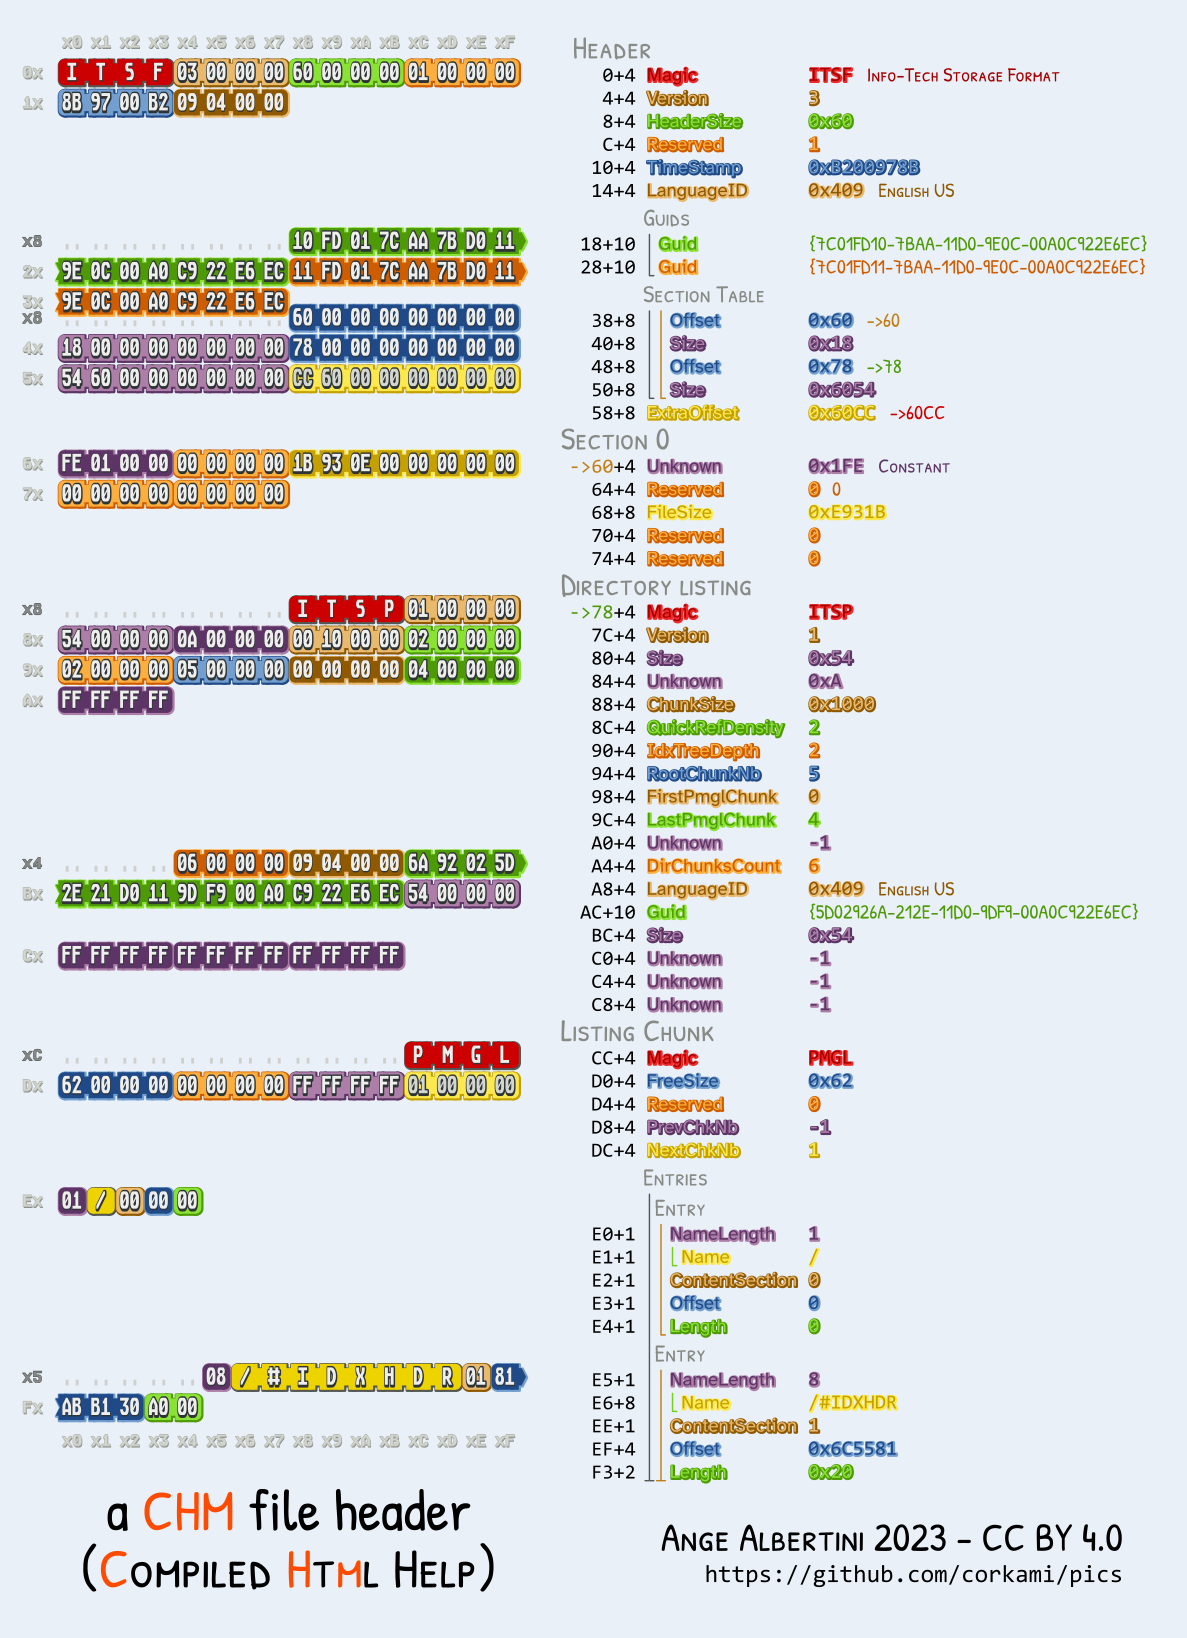 x0 x1 x2 x3 x4 x5 x6 x7 x8 x9 xA xB xC xD xE xF
0x I T S F 03 00 00 00 60 00 00 00 01 00 00 00
1x 8B 97 00 B2 09 04 00 00
x8 .. .. .. .. .. .. .. .. 10 FD 01 7C AA 7B D0 11
2x 9E 0C 00 A0 C9 22 E6 EC 11 FD 01 7C AA 7B D0 11
3x 9E 0C 00 A0 C9 22 E6 EC
x8 .. .. .. .. .. .. .. .. 60 00 00 00 00 00 00 00
4x 18 00 00 00 00 00 00 00 78 00 00 00 00 00 00 00
5x 54 60 00 00 00 00 00 00 CC 60 00 00 00 00 00 00
6x FE 01 00 00 00 00 00 00 1B 93 0E 00 00 00 00 00
7x 00 00 00 00 00 00 00 00
x8 .. .. .. .. .. .. .. .. I T S P 01 00 00 00
8x 54 00 00 00 0A 00 00 00 00 10 00 00 02 00 00 00
9x 02 00 00 00 05 00 00 00 00 00 00 00 04 00 00 00
Ax FF FF FF FF
x4 .. .. .. .. 06 00 00 00 09 04 00 00 6A 92 02 5D
Bx 2E 21 D0 11 9D F9 00 A0 C9 22 E6 EC 54 00 00 00
Cx FF FF FF FF FF FF FF FF FF FF FF FF
xC .. .. .. .. .. .. .. .. .. .. .. .. P M G L
Dx 62 00 00 00 00 00 00 00 FF FF FF FF 01 00 00 00
Ex 01 / 00 00 00
x5 .. .. .. .. .. 08 / # I D X H D R 01 81
Fx AB B1 30 A0 00
x0 x1 x2 x3 x4 x5 x6 x7 x8 x9 xA xB xC xD xE xF
a CHM file header
(Compiled HtmL Help)
Header
0+4 Magic ITSF Info-Tech Storage Format
4+4 Version 3
8+4 HeaderSize 0x60
C+4 Reserved 1
10+4 TimeStamp 0xB200978B
14+4 LanguageID 0x409 English US
Guids
18+10 Guid {7C01FD10-7BAA-11D0-9E0C-00A0C922E6EC}
28+10 Guid {7C01FD11-7BAA-11D0-9E0C-00A0C922E6EC}
Section Table
38+8 Offset 0x60 ->60
40+8 Size 0x18
48+8 Offset 0x78 ->78
50+8 Size 0x6054
58+8 ExtraOffset 0x60CC ->60CC
Section 0
->60+4 Unknown 0x1FE Constant
64+4 Reserved 0 0
68+8 FileSize 0xE931B
70+4 Reserved 0
74+4 Reserved 0
Directory listing
->78+4 Magic ITSP
7C+4 Version 1
80+4 Size 0x54
84+4 Unknown 0xA
88+4 ChunkSize 0x1000
8C+4 QuickRefDensity 2
90+4 IdxTreeDepth 2
94+4 RootChunkNb 5
98+4 FirstPmglChunk 0
9C+4 LastPmglChunk 4
A0+4 Unknown -1
A4+4 DirChunksCount 6
A8+4 LanguageID 0x409 English US
AC+10 Guid {5D02926A-212E-11D0-9DF9-00A0C922E6EC}
BC+4 Size 0x54
C0+4 Unknown -1
C4+4 Unknown -1
C8+4 Unknown -1
Listing Chunk
CC+4 Magic PMGL
D0+4 FreeSize 0x62
D4+4 Reserved 0
D8+4 PrevChkNb -1
DC+4 NextChkNb 1
Entries
Entry
E0+1 NameLength 1
E1+1 Name /
E2+1 ContentSection 0
E3+1 Offset 0
E4+1 Length 0
Entry
E5+1 NameLength 8
E6+8 Name /#IDXHDR
EE+1 ContentSection 1
EF+4 Offset 0x6C5581
F3+2 Length 0x20
Ange Albertini 2023 - CC BY 4.0
https://github.com/corkami/pics